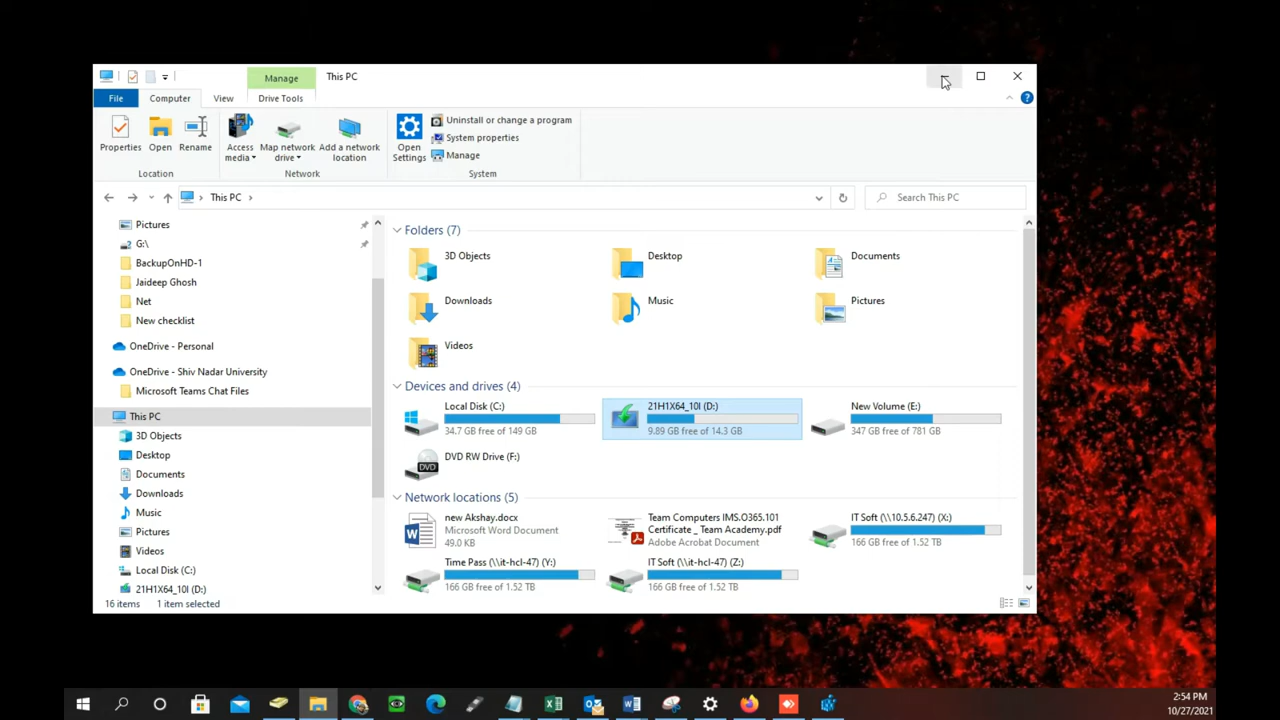 Manage
This PC
File
Computer
View
Drive Tools
Properties
Open
Rename
Access media
Map network drive
Add a network location
Open Settings
Uninstall or change a program
System properties
Manage
Location
Network
System
This PC
Search This PC
Pictures
G:\
BackupOnHD-1
Jaideep Ghosh
Net
New checklist
OneDrive - Personal
OneDrive - Shiv Nadar University
Microsoft Teams Chat Files
This PC
3D Objects
Desktop
Documents
Downloads
Music
Pictures
Videos
Local Disk (C:)
21H1X64_10I (D:)
Folders (7)
3D Objects
Desktop
Documents
Downloads
Music
Pictures
Videos
Devices and drives (4)
Local Disk (C:)
34.7 GB free of 149 GB
21H1X64_10I (D:)
9.89 GB free of 14.3 GB
New Volume (E:)
347 GB free of 781 GB
DVD
DVD RW Drive (F:)
Network locations (5)
new Akshay.docx
Microsoft Word Document
49.0 KB
Team Computers IMS.O365.101
Certificate _ Team Academy.pdf
Adobe Acrobat Document
IT Soft (\\10.5.6.247) (X:)
166 GB free of 1.52 TB
Time Pass (\\it-hcl-47) (Y:)
166 GB free of 1.52 TB
IT Soft (\\it-hcl-47) (Z:)
166 GB free of 1.52 TB
16 items
1 item selected
2:54 PM
10/27/2021